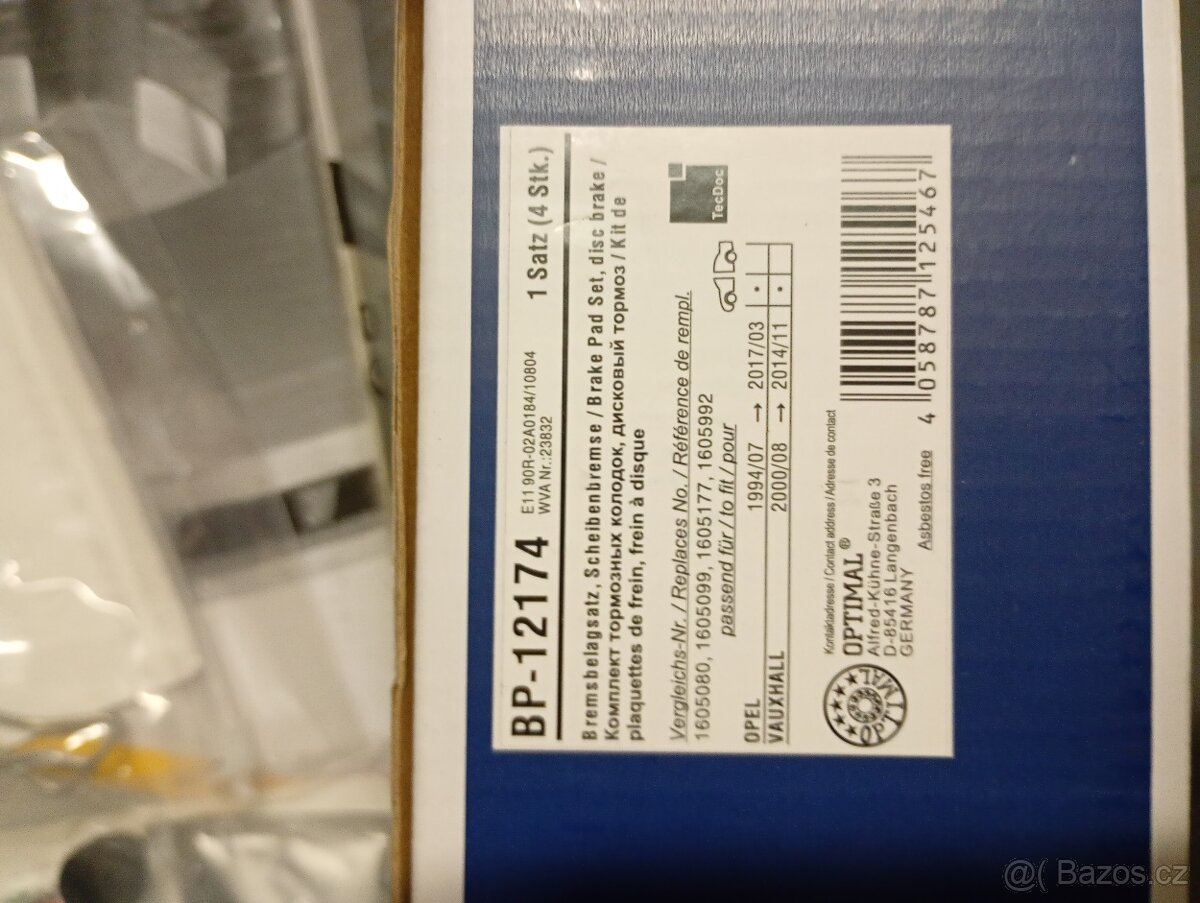 BP-12174
E11 90R-02A0184/10804
WVA Nr.:23832
1 Satz (4 Stk.)
Bremsbelagsatz, Scheibenbremse / Brake Pad Set, disc brake /
Комплект тормозных колодок, дисковый тормоз / Kit de
plaquettes de frein, frein à disque
Vergleichs-Nr. / Replaces No. / Référence de rempl.
1605080, 1605099, 1605177, 1605992
passend für / to fit / pour
TecDoc
OPEL 1994/07 → 2017/03 •
VAUXHALL 2000/08 → 2014/11 •
Kontaktadresse / Contact address / Adresse de contact
OPTIMAL
OPTIMAL®
Alfred-Kühne-Straße 3
D-85416 Langenbach
GERMANY
Asbestos free
4 058787 125467
@( Bazos.cz